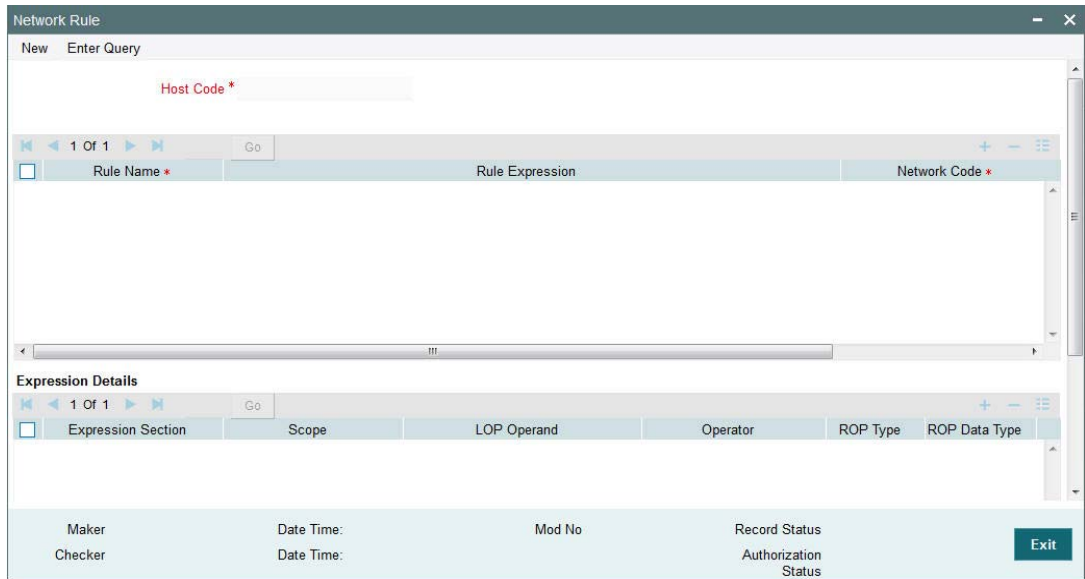 Network Rule
New Enter Query
Host Code *
1 Of 1 Go
Rule Name * Rule Expression Network Code *
Expression Details
1 Of 1 Go
Expression Section Scope LOP Operand Operator ROP Type ROP Data Type
Maker Date Time: Mod No Record Status
Checker Date Time: Authorization
Status
Exit